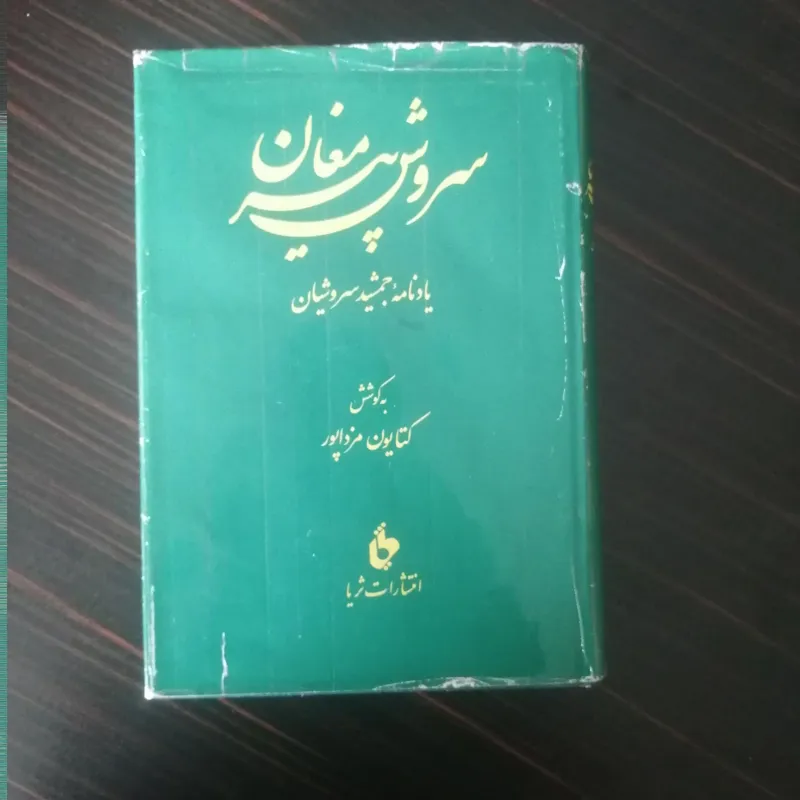 سروش پیر مغان
یادنامهٔ جمشید سروشیان
به کوشش
کتایون مزداپور
انتشارات ثریا